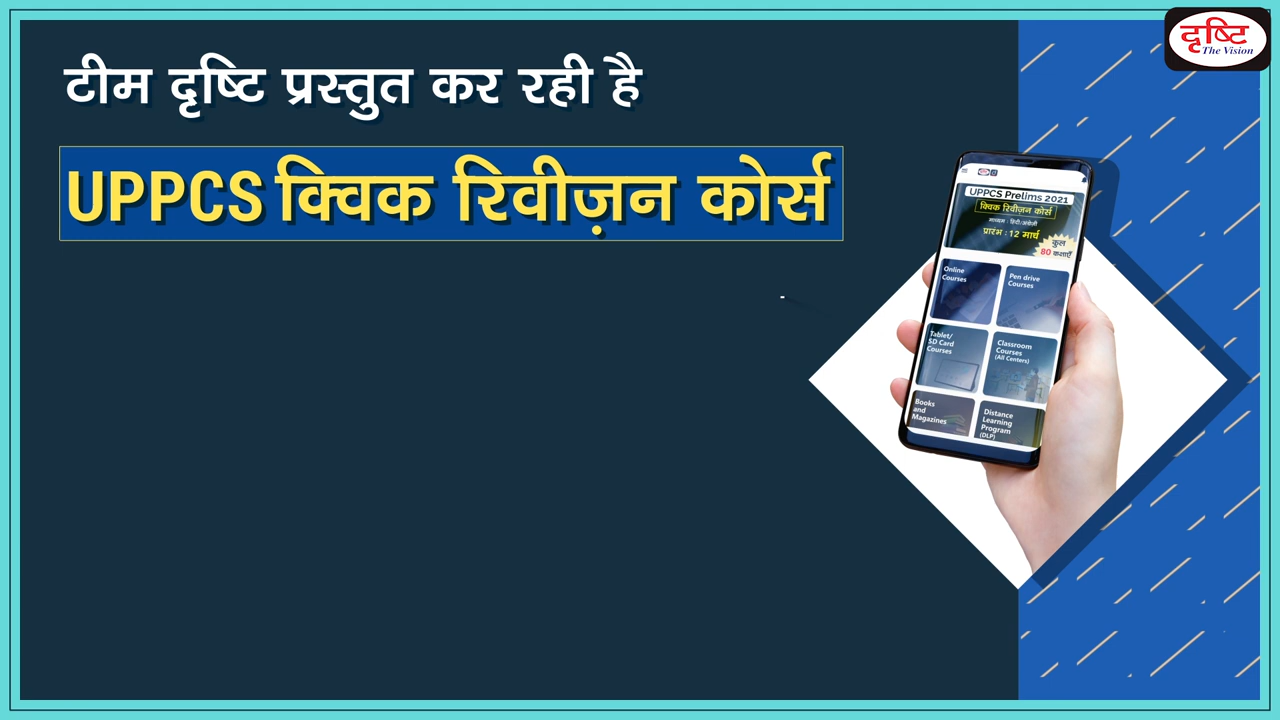 दृष्टि
The Vision
टीम दृष्टि प्रस्तुत कर रही है
UPPCS क्विक रिवीज़न कोर्स
UPPCS Prelims 2021
क्विक रिवीज़न कोर्स
माध्यम : हिंदी/अंग्रेजी
प्रारंभ : 12 मार्च
कुल
80 कक्षाएँ
Online
Courses
Pen drive
Courses
Tablet/
SD Card
Courses
Classroom
Courses
(All Centers)
Books
and
Magazines
Distance
Learning
Program
(DLP)